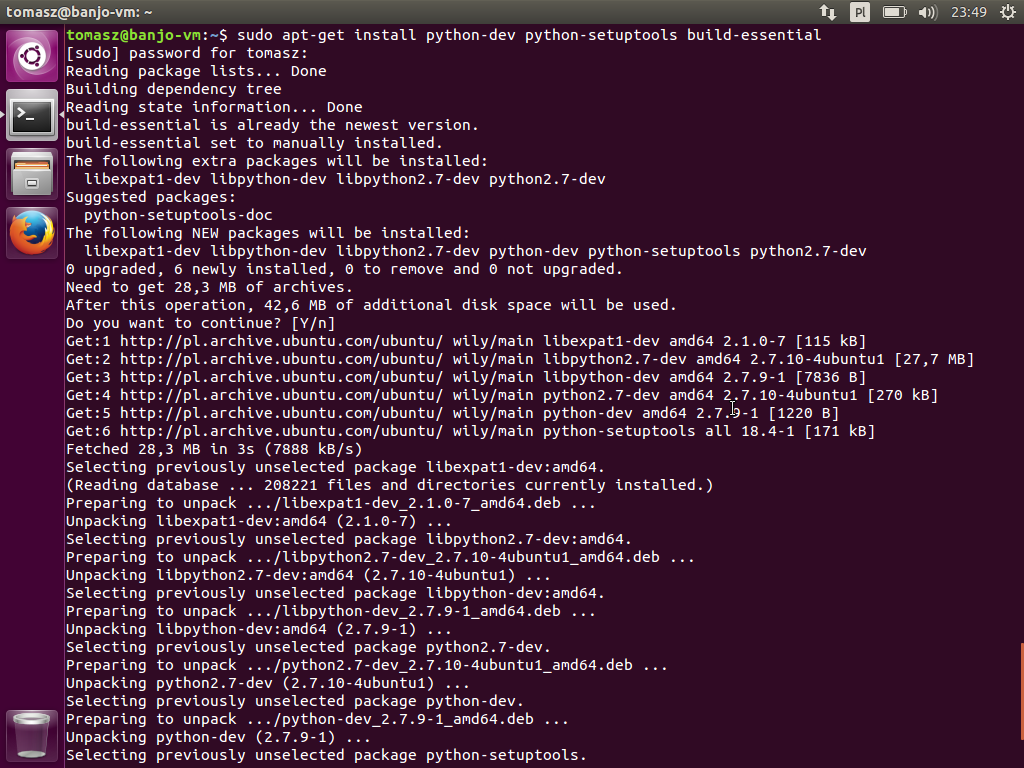 tomasz@banjo-vm: ~
Pl
23:49
tomasz@banjo-vm:~$ sudo apt-get install python-dev python-setuptools build-essential
[sudo] password for tomasz:
Reading package lists... Done
Building dependency tree
Reading state information... Done
build-essential is already the newest version.
build-essential set to manually installed.
The following extra packages will be installed:
  libexpat1-dev libpython-dev libpython2.7-dev python2.7-dev
Suggested packages:
  python-setuptools-doc
The following NEW packages will be installed:
  libexpat1-dev libpython-dev libpython2.7-dev python-dev python-setuptools python2.7-dev
0 upgraded, 6 newly installed, 0 to remove and 0 not upgraded.
Need to get 28,3 MB of archives.
After this operation, 42,6 MB of additional disk space will be used.
Do you want to continue? [Y/n]
Get:1 http://pl.archive.ubuntu.com/ubuntu/ wily/main libexpat1-dev amd64 2.1.0-7 [115 kB]
Get:2 http://pl.archive.ubuntu.com/ubuntu/ wily/main libpython2.7-dev amd64 2.7.10-4ubuntu1 [27,7 MB]
Get:3 http://pl.archive.ubuntu.com/ubuntu/ wily/main libpython-dev amd64 2.7.9-1 [7836 B]
Get:4 http://pl.archive.ubuntu.com/ubuntu/ wily/main python2.7-dev amd64 2.7.10-4ubuntu1 [270 kB]
Get:5 http://pl.archive.ubuntu.com/ubuntu/ wily/main python-dev amd64 2.7.9-1 [1220 B]
Get:6 http://pl.archive.ubuntu.com/ubuntu/ wily/main python-setuptools all 18.4-1 [171 kB]
Fetched 28,3 MB in 3s (7888 kB/s)
Selecting previously unselected package libexpat1-dev:amd64.
(Reading database ... 208221 files and directories currently installed.)
Preparing to unpack .../libexpat1-dev_2.1.0-7_amd64.deb ...
Unpacking libexpat1-dev:amd64 (2.1.0-7) ...
Selecting previously unselected package libpython2.7-dev:amd64.
Preparing to unpack .../libpython2.7-dev_2.7.10-4ubuntu1_amd64.deb ...
Unpacking libpython2.7-dev:amd64 (2.7.10-4ubuntu1) ...
Selecting previously unselected package libpython-dev:amd64.
Preparing to unpack .../libpython-dev_2.7.9-1_amd64.deb ...
Unpacking libpython-dev:amd64 (2.7.9-1) ...
Selecting previously unselected package python2.7-dev.
Preparing to unpack .../python2.7-dev_2.7.10-4ubuntu1_amd64.deb ...
Unpacking python2.7-dev (2.7.10-4ubuntu1) ...
Selecting previously unselected package python-dev.
Preparing to unpack .../python-dev_2.7.9-1_amd64.deb ...
Unpacking python-dev (2.7.9-1) ...
Selecting previously unselected package python-setuptools.